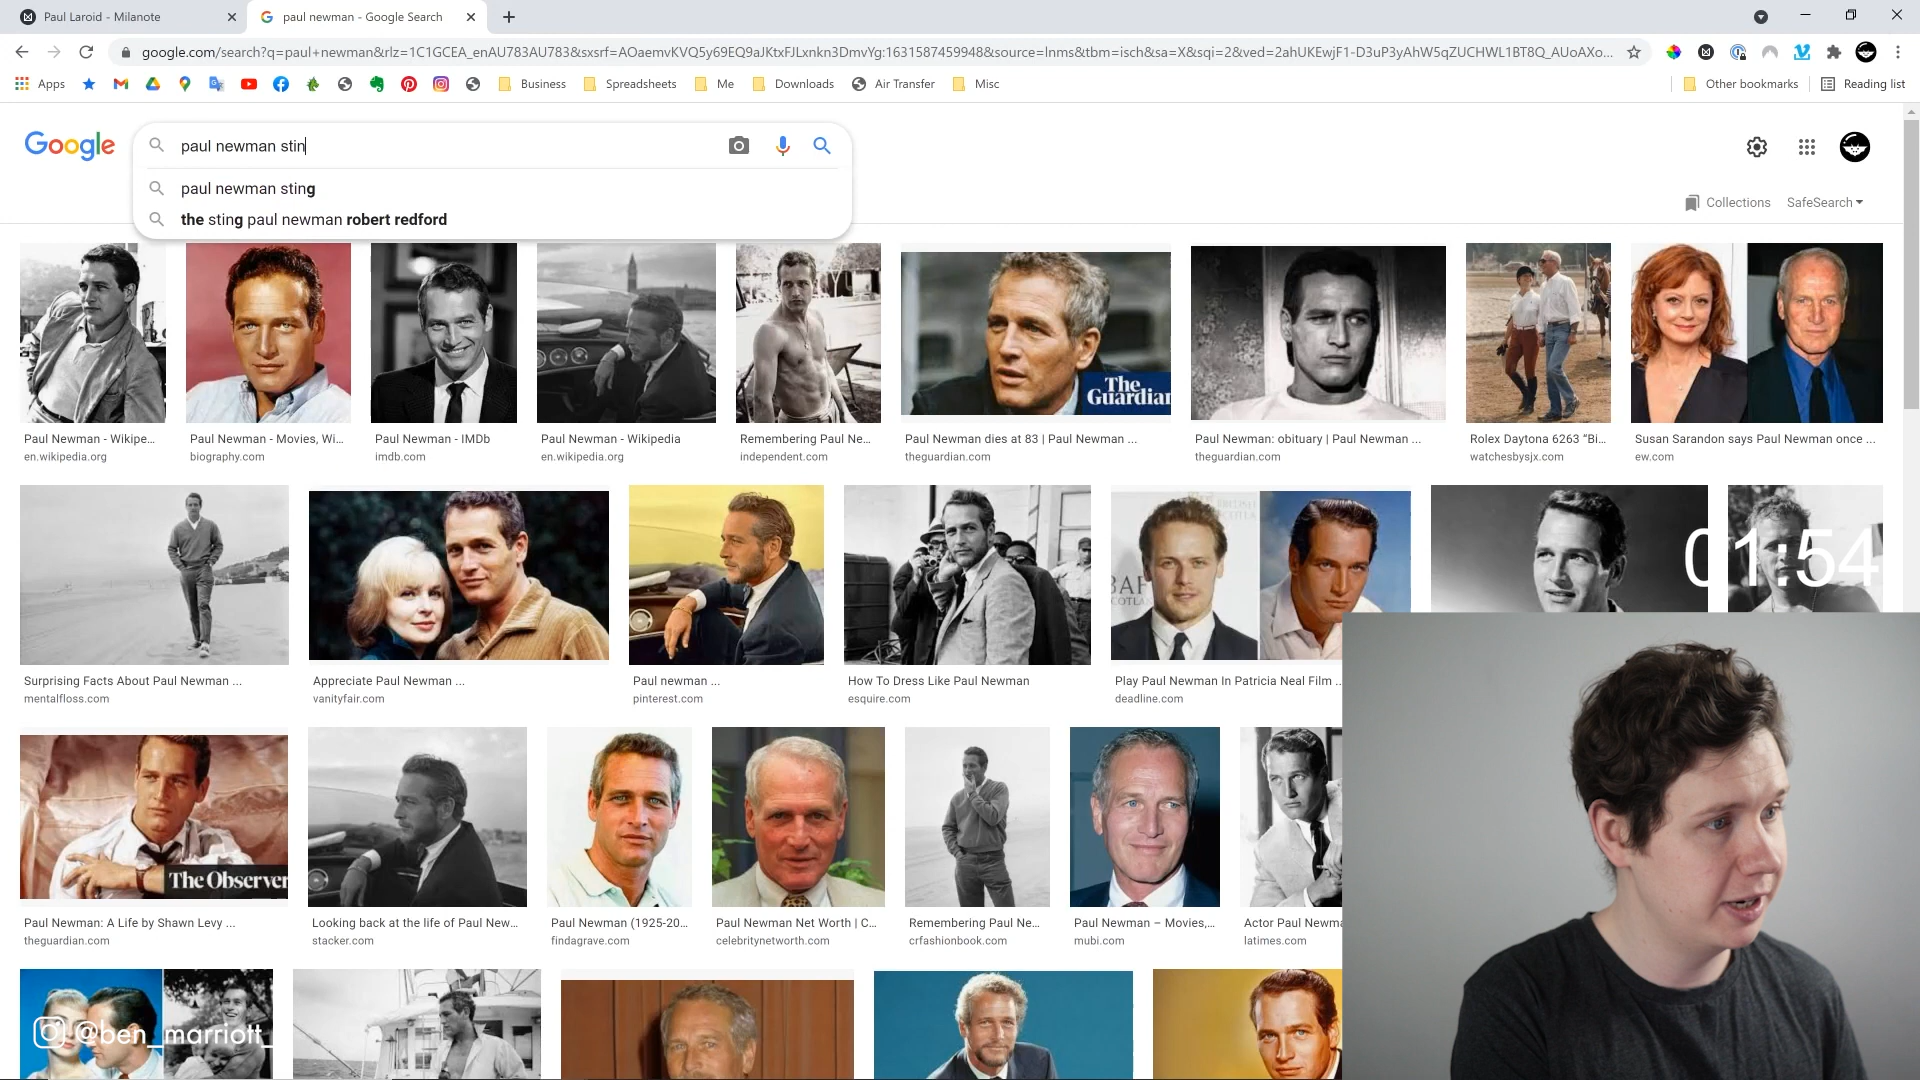 Paul Laroid - Milanote
paul newman - Google Search
google.com/search?q=paul+newman&rlz=1C1GCEA_enAU783AU783&sxsrf=AOaemvKVQ5y69EQ9aJKtxFJLxnkn3DmvYg:1631587459948&source=lnms&tbm=isch&sa=X&sqi=2&ved=2ahUKEwjF1-D3uP3yAhW5qZUCHWL1BT8Q_AUoAXo...
Apps Business Spreadsheets Me Downloads Air Transfer Misc Other bookmarks Reading list
Google
paul newman stin
paul newman sting
the sting paul newman robert redford
Collections SafeSearch
The Guardian
Paul Newman - Wikipe... Paul Newman - Movies, Wi... Paul Newman - IMDb Paul Newman - Wikipedia Remembering Paul Ne... Paul Newman dies at 83 | Paul Newman ... Paul Newman: obituary | Paul Newman ... Rolex Daytona 6263 “Bi... Susan Sarandon says Paul Newman once ...
en.wikipedia.org biography.com imdb.com en.wikipedia.org independent.com theguardian.com theguardian.com watchesbysjx.com ew.com
01:54
Surprising Facts About Paul Newman ... Appreciate Paul Newman ... Paul newman ... How To Dress Like Paul Newman Play Paul Newman In Patricia Neal Film ...
mentalfloss.com vanityfair.com pinterest.com esquire.com deadline.com
The Observer
Paul Newman: A Life by Shawn Levy ... Looking back at the life of Paul New... Paul Newman (1925-20... Paul Newman Net Worth | C... Remembering Paul Ne... Paul Newman – Movies,... Actor Paul Newma
theguardian.com stacker.com findagrave.com celebritynetworth.com crfashionbook.com mubi.com latimes.com
@ben_marriott_